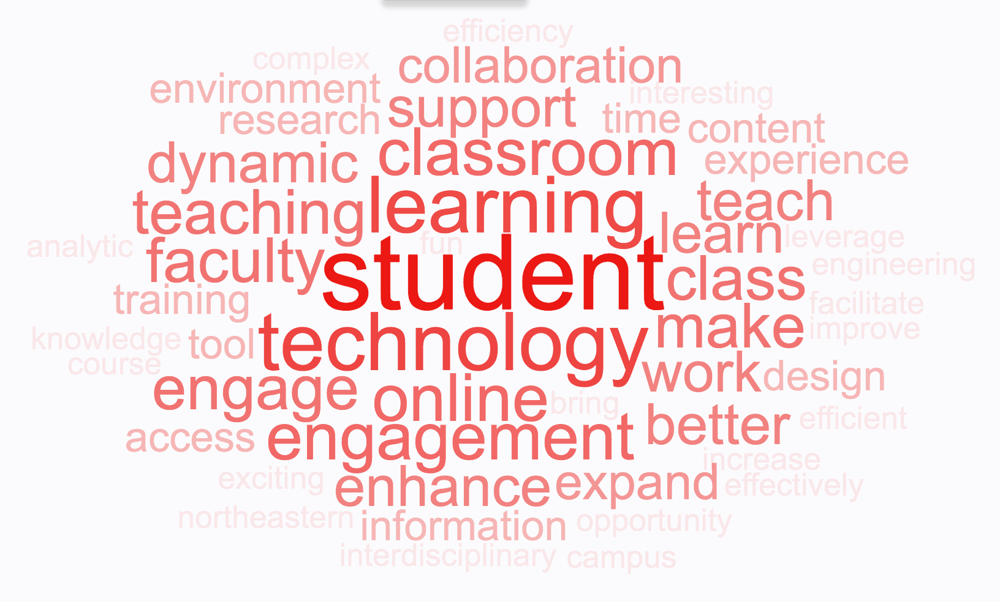 efficiency
complex
collaboration
environment
interesting
support
research
time
content
classroom
dynamic
experience
learning
teach
teaching
learn
leverage
fun
analytic
student
faculty
engineering
class
training
facilitate
make
improve
knowledge
tool
technology
course
work
design
engage
online
bring
efficient
better
access
engagement
increase
exciting
enhance
expand
effectively
northeastern
information
opportunity
interdisciplinary
campus